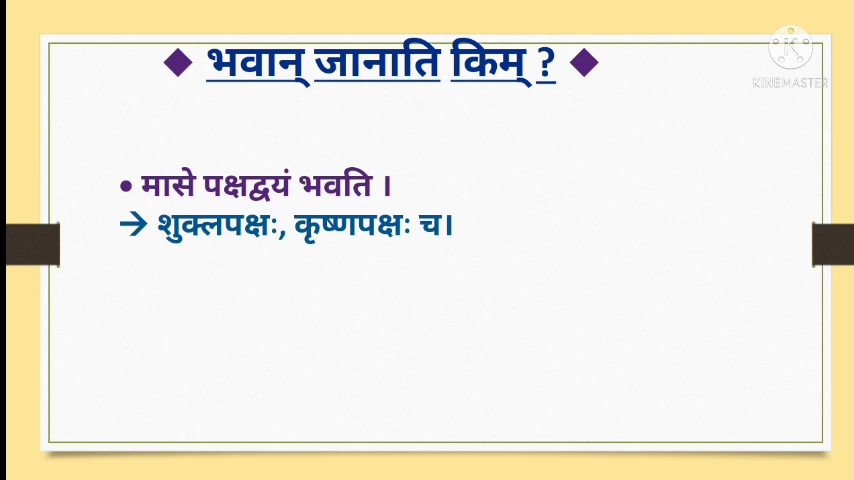 ◆ भवान् जानाति किम् ? ◆
KINEMASTER
• मासे पक्षद्वयं भवति ।
→ शुक्लपक्षः, कृष्णपक्षः च।